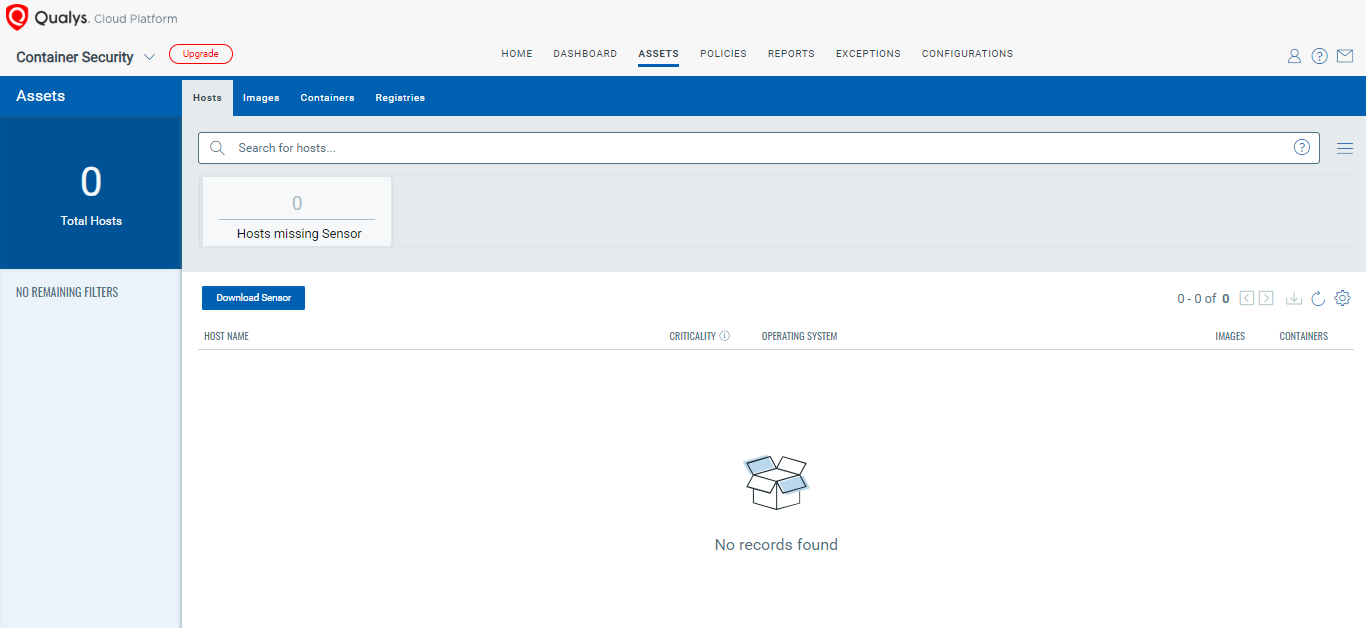 Qualys. Cloud Platform
Container Security Upgrade
HOME DASHBOARD ASSETS POLICIES REPORTS EXCEPTIONS CONFIGURATIONS
Assets
Hosts Images Containers Registries
0
Total Hosts
Search for hosts...
0
Hosts missing Sensor
NO REMAINING FILTERS
Download Sensor
0 - 0 of 0
HOST NAME CRITICALITY OPERATING SYSTEM IMAGES CONTAINERS
No records found